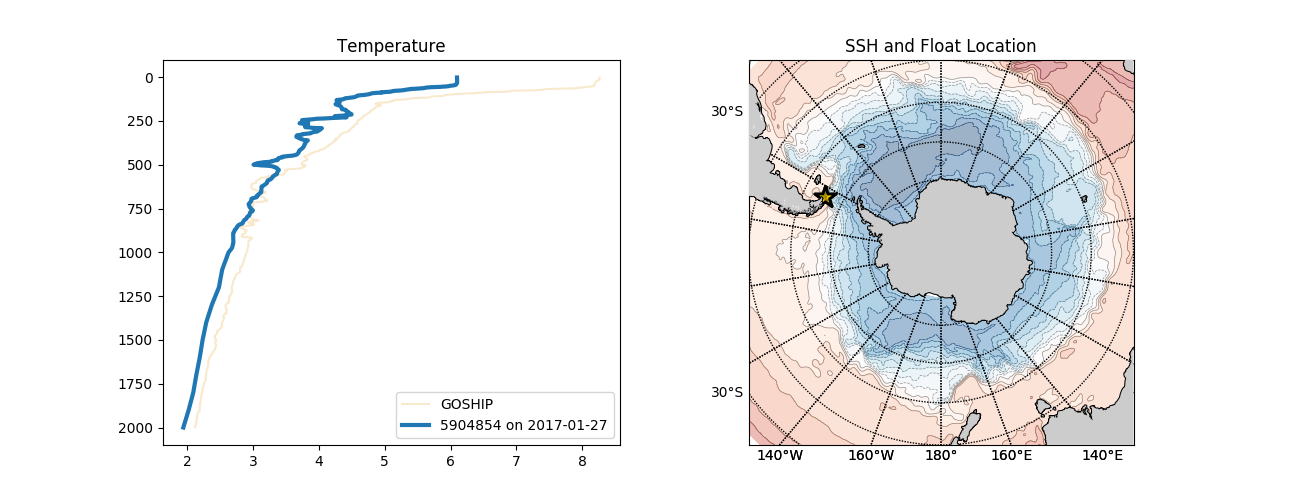 Temperature
0
250
500
750
1000
1250
1500
1750
2000
2 3 4 5 6 7 8
GOSHIP
5904854 on 2017-01-27
SSH and Float Location
30°S
30°S
140°W 160°W 180° 160°E 140°E